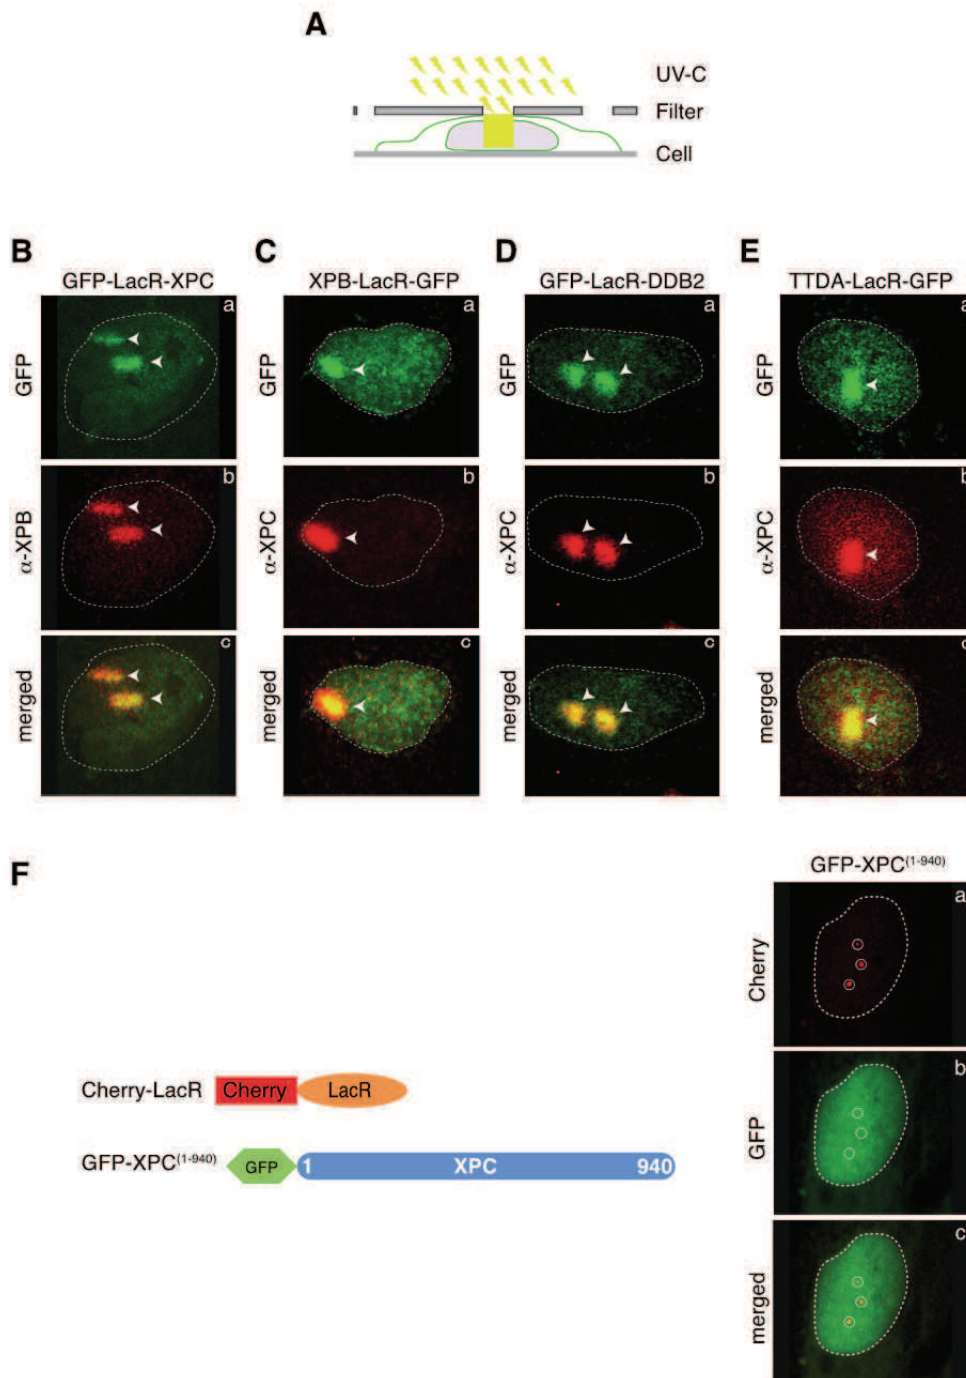 A
UV-C
Filter
Cell
B
GFP-LacR-XPC
GFP
a
α-XPB
b
merged
c
C
XPB-LacR-GFP
GFP
a
α-XPC
b
merged
c
D
GFP-LacR-DDB2
GFP
a
α-XPC
b
merged
c
E
TTDA-LacR-GFP
GFP
a
α-XPC
b
merged
c
F
Cherry-LacR
Cherry
LacR
GFP-XPC(1-940)
GFP
1
XPC
940
GFP-XPC(1-940)
Cherry
a
GFP
b
merged
c